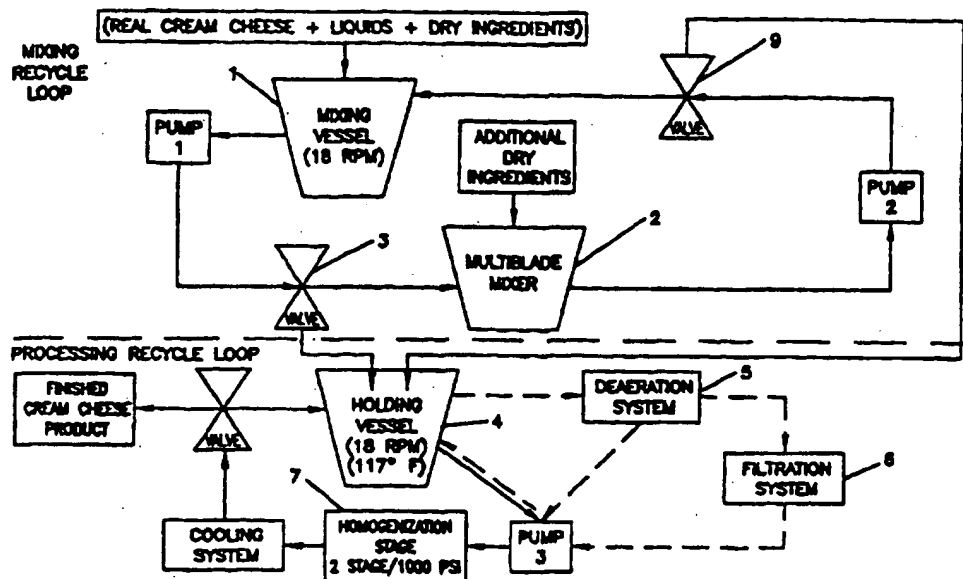 (REAL CREAM CHEESE + LIQUIDS + DRY INGREDIENTS)
MIXING
RECYCLE
LOOP
1
9
PUMP
1
MIXING
VESSEL
(18 RPM)
VALVE
ADDITIONAL
DRY
INGREDIENTS
PUMP
2
3
2
MULTIBLADE
MIXER
VALVE
PROCESSING RECYCLE LOOP
FINISHED
CREAM CHEESE
PRODUCT
VALVE
HOLDING
VESSEL
(18 RPM)
(117° F)
4
DEAERATION
SYSTEM
5
FILTRATION
SYSTEM
6
7
COOLING
SYSTEM
HOMOGENIZATION
STAGE
2 STAGE/1000 PSI
PUMP
3